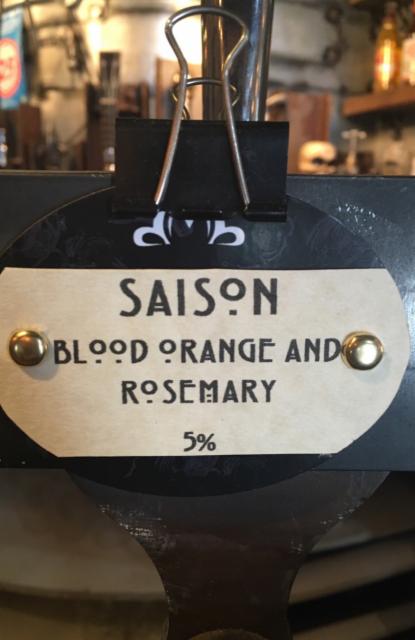 SAISON
BLOOD ORANGE AND
ROSEMARY
5%